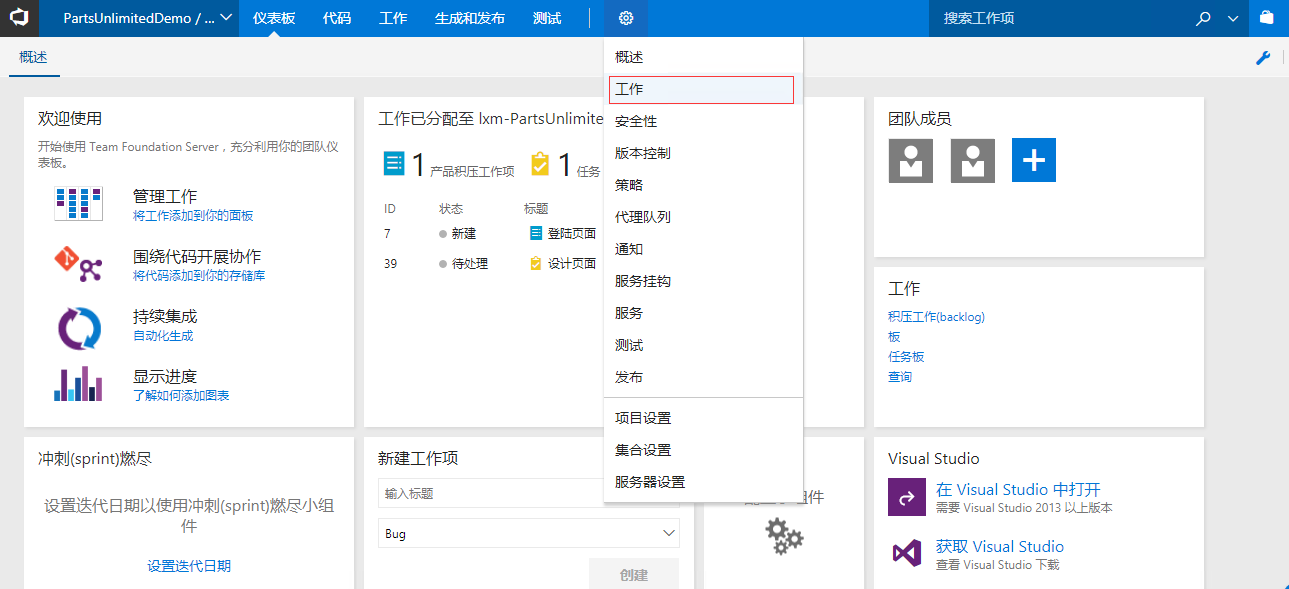 PartsUnlimitedDemo / ...
仪表板
代码
工作
生成和发布
测试
搜索工作项
概述
概述
工作
安全性
版本控制
策略
代理队列
通知
服务挂钩
服务
测试
发布
项目设置
集合设置
服务器设置
欢迎使用
开始使用 Team Foundation Server，充分利用你的团队仪
表板。
管理工作
将工作添加到你的面板
围绕代码开展协作
将代码添加到你的存储库
持续集成
自动化生成
显示进度
了解如何添加图表
工作已分配至 lxm-PartsUnlimite
1 产品积压工作项
1 任务
ID 状态 标题
7 新建 登陆页面
39 待处理 设计页面
团队成员
工作
积压工作(backlog)
板
任务板
查询
冲刺(sprint)燃尽
设置迭代日期以使用冲刺(sprint)燃尽小组
件
设置迭代日期
新建工作项
输入标题
Bug
创建
组件
Visual Studio
在 Visual Studio 中打开
需要 Visual Studio 2013 以上版本
获取 Visual Studio
查看 Visual Studio 下载